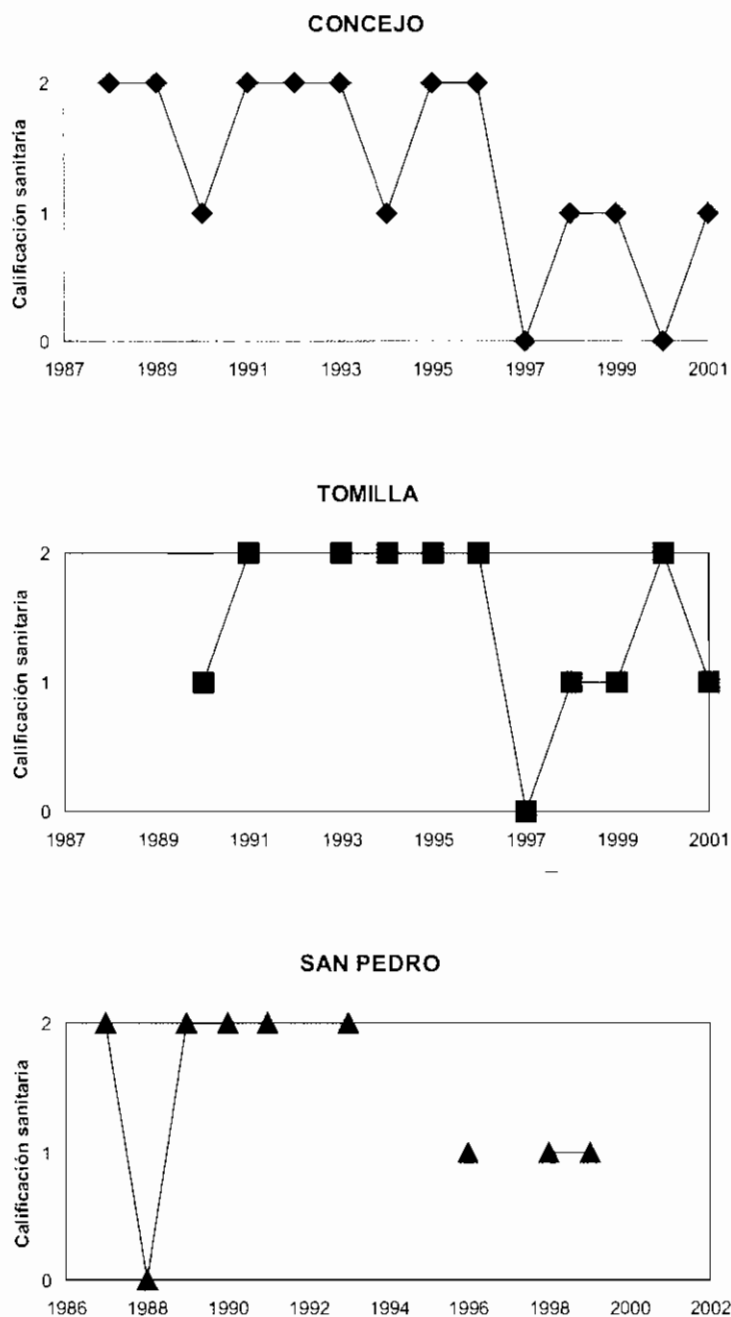 CONCEJO
Calificación sanitaria
2
1
0
1987 1989 1991 1993 1995 1997 1999 2001
TOMILLA
Calificación sanitaria
2
1
0
1987 1989 1991 1993 1995 1997 1999 2001
SAN PEDRO
Calificación sanitaria
2
1
0
1986 1988 1990 1992 1994 1996 1998 2000 2002